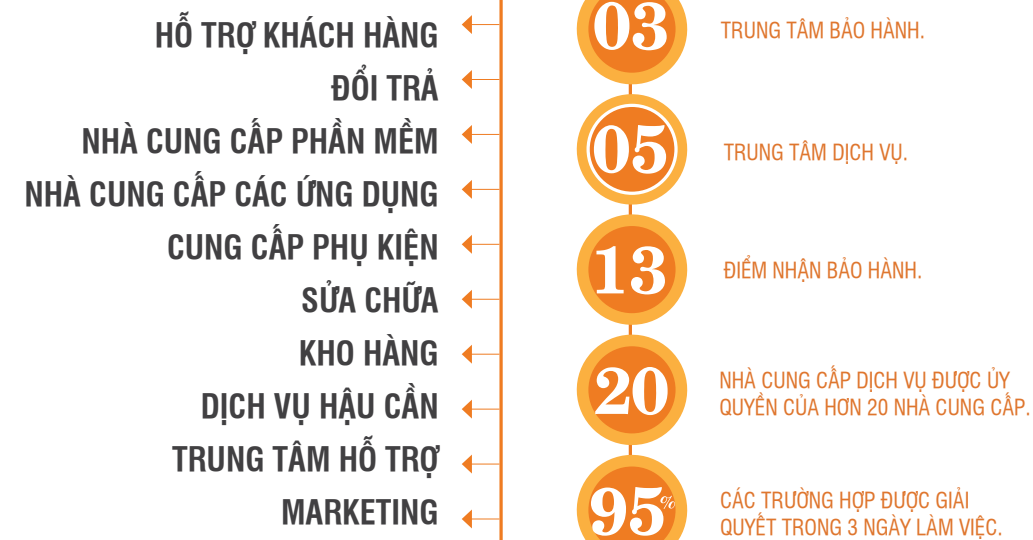 HỖ TRỢ KHÁCH HÀNG
ĐỔI TRẢ
NHÀ CUNG CẤP PHẦN MỀM
NHÀ CUNG CẤP CÁC ỨNG DỤNG
CUNG CẤP PHỤ KIỆN
SỬA CHỮA
KHO HÀNG
DỊCH VỤ HẬU CẦN
TRUNG TÂM HỖ TRỢ
MARKETING
03
TRUNG TÂM BẢO HÀNH.
05
TRUNG TÂM DỊCH VỤ.
13
ĐIỂM NHẬN BẢO HÀNH.
20
NHÀ CUNG CẤP DỊCH VỤ ĐƯỢC ỦY
QUYỀN CỦA HƠN 20 NHÀ CUNG CẤP.
95%
CÁC TRƯỜNG HỢP ĐƯỢC GIẢI
QUYẾT TRONG 3 NGÀY LÀM VIỆC.